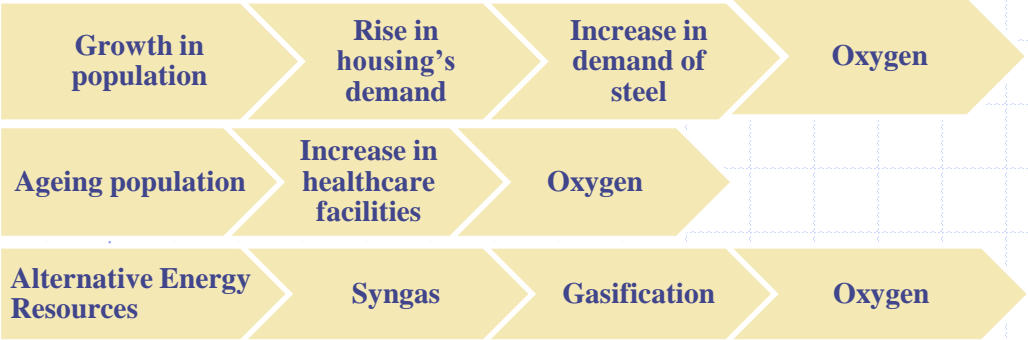 Growth in
population
Rise in
housing's
demand
Increase in
demand of
steel
Oxygen
Ageing population
Increase in
healthcare
facilities
Oxygen
Alternative Energy
Resources
Syngas
Gasification
Oxygen